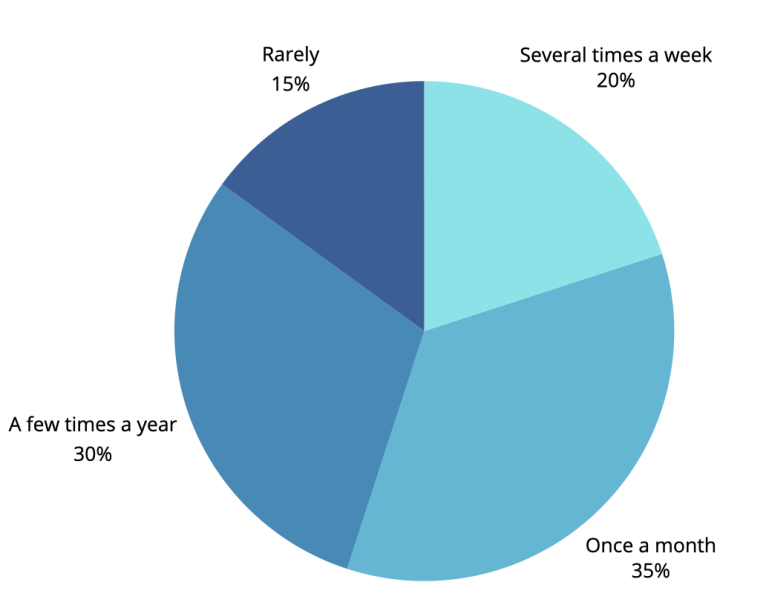 Rarely
15%
Several times a week
20%
A few times a year
30%
Once a month
35%